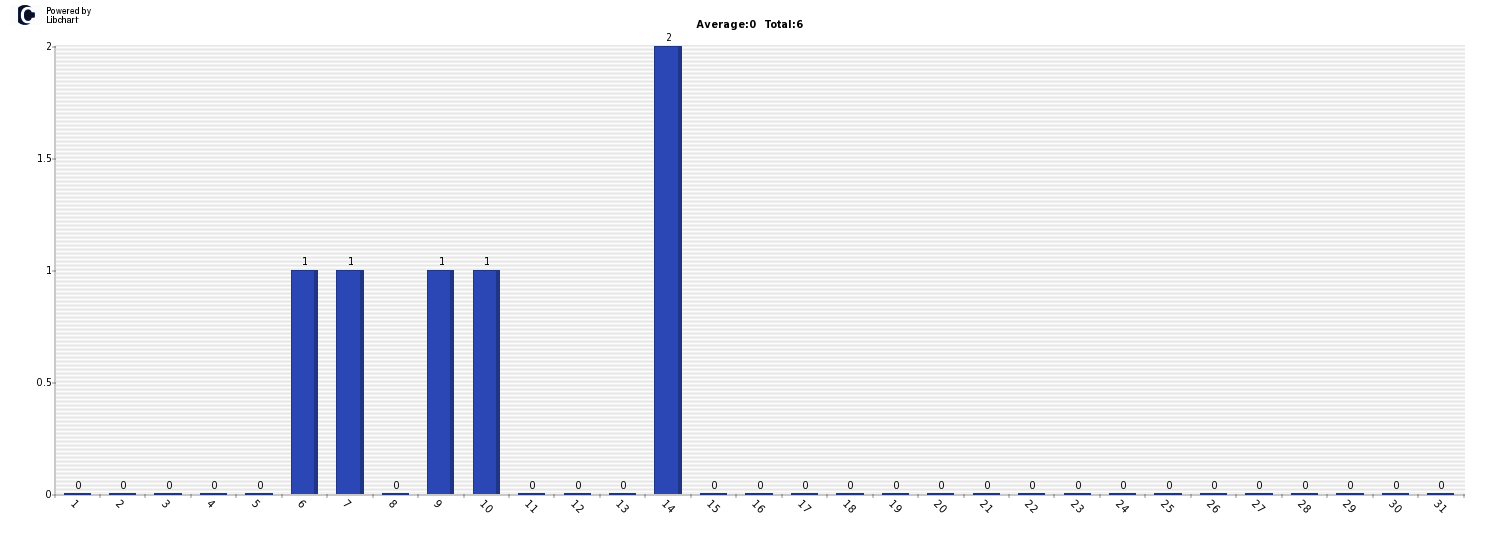 Powered by
Libchart
Average:0 Total:6
2
2
1.5
1 1 1 1
1
0.5
0 0 0 0 0 0 0 0 0 0 0 0 0 0 0 0 0 0 0 0 0 0 0 0 0 0
0
1 2 3 4 5 6 7 8 9 10 11 12 13 14 15 16 17 18 19 20 21 22 23 24 25 26 27 28 29 30 31